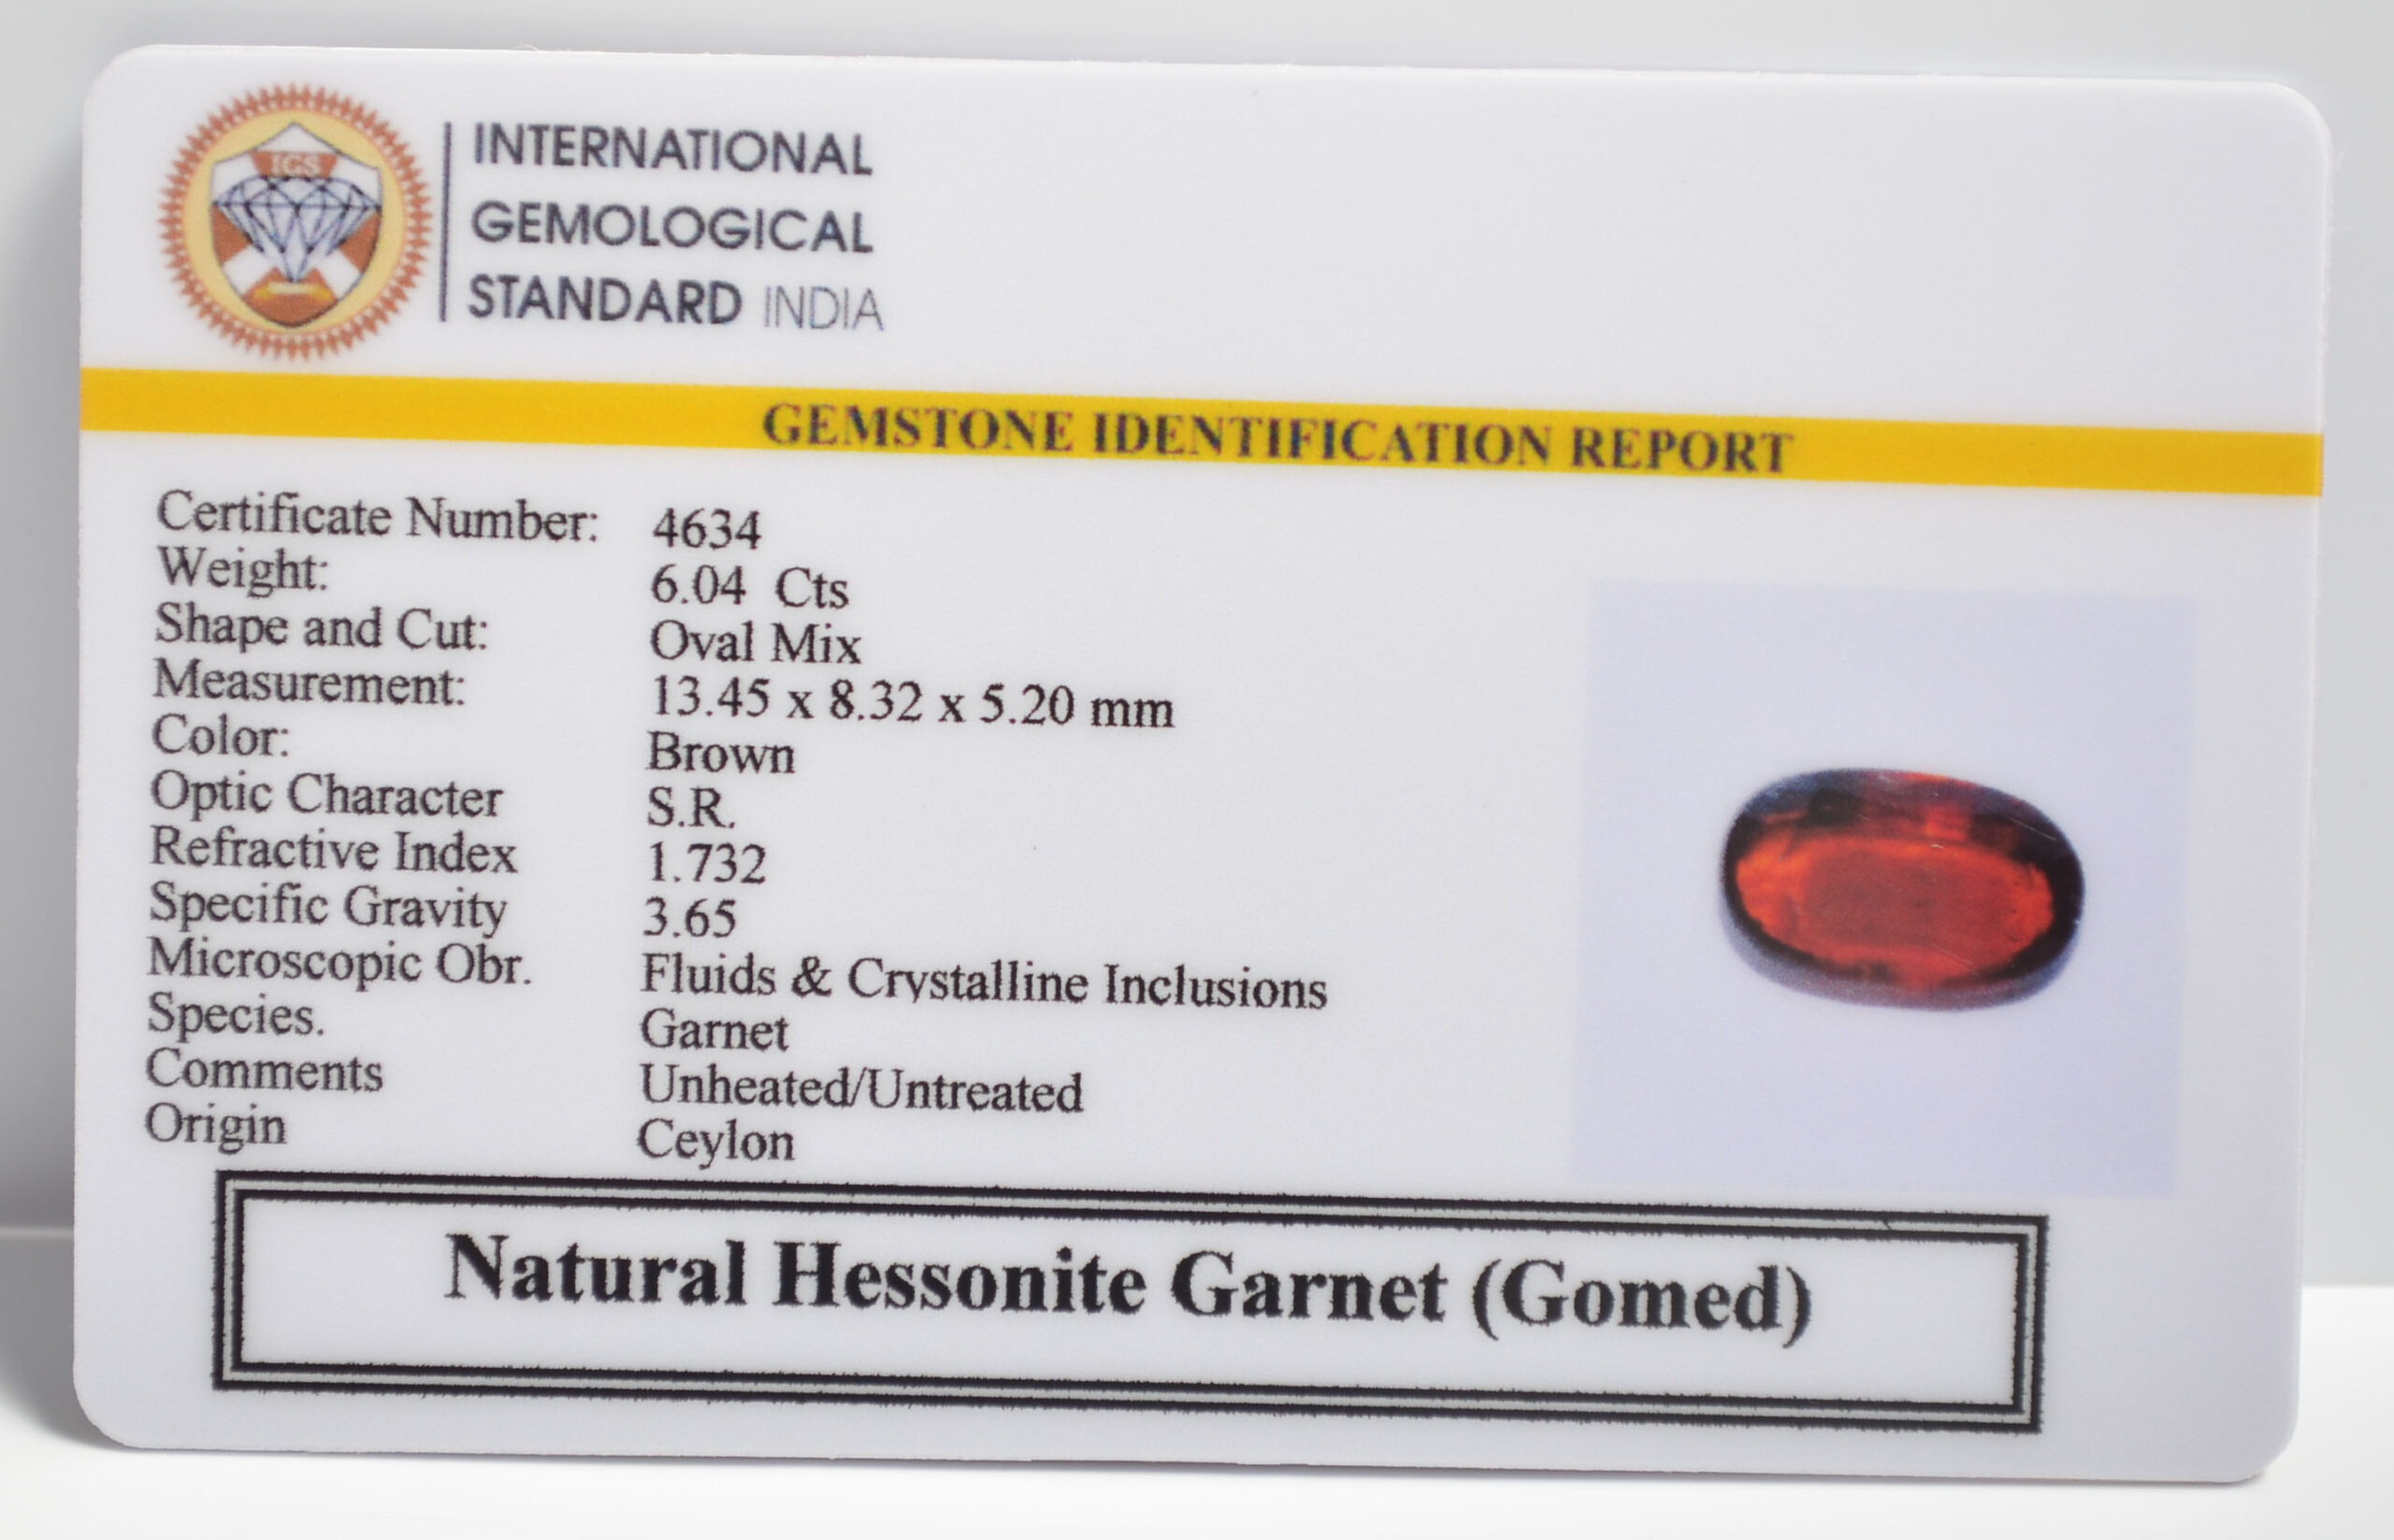 IGS
INTERNATIONAL
GEMOLOGICAL
STANDARD INDIA
GEMSTONE IDENTIFICATION REPORT
Certificate Number: 4634
Weight: 6.04 Cts
Shape and Cut: Oval Mix
Measurement: 13.45 x 8.32 x 5.20 mm
Color: Brown
Optic Character S.R.
Refractive Index 1.732
Specific Gravity 3.65
Microscopic Obr. Fluids & Crystalline Inclusions
Species. Garnet
Comments Unheated/Untreated
Origin Ceylon
Natural Hessonite Garnet (Gomed)